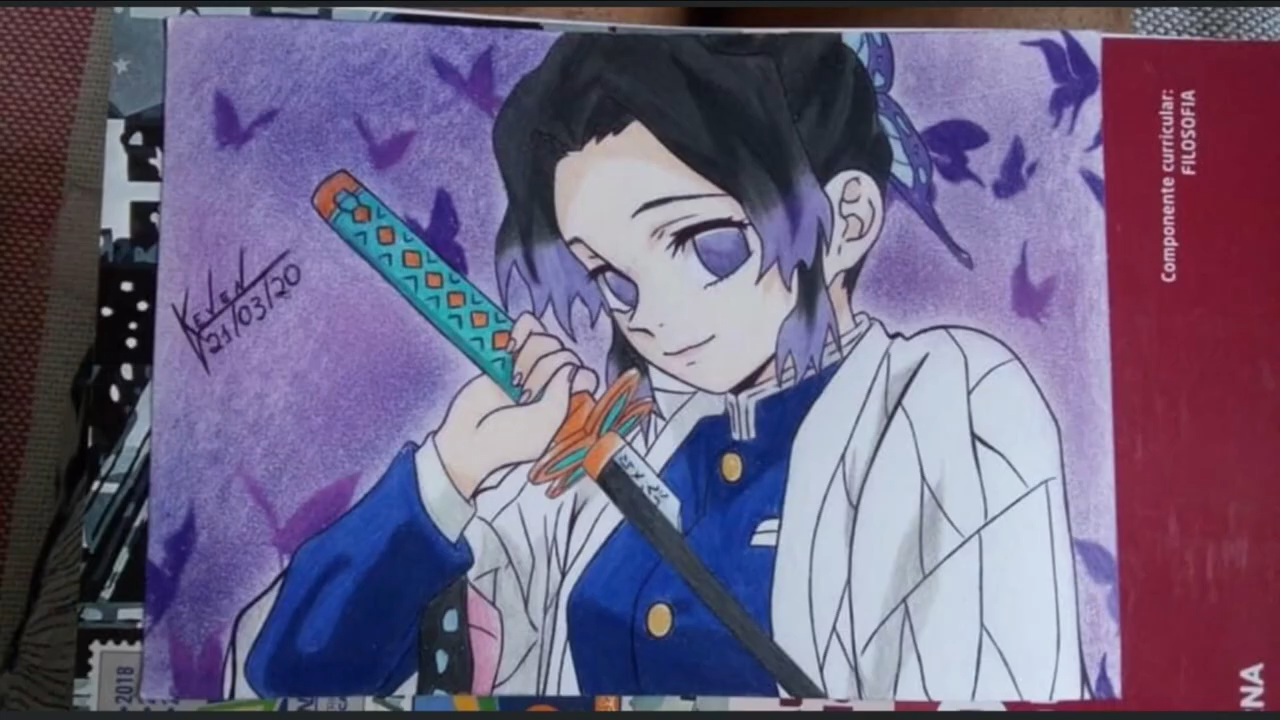 KEVEN
21/03/20
Componente curricular:
FILOSOFIA
NA
2018